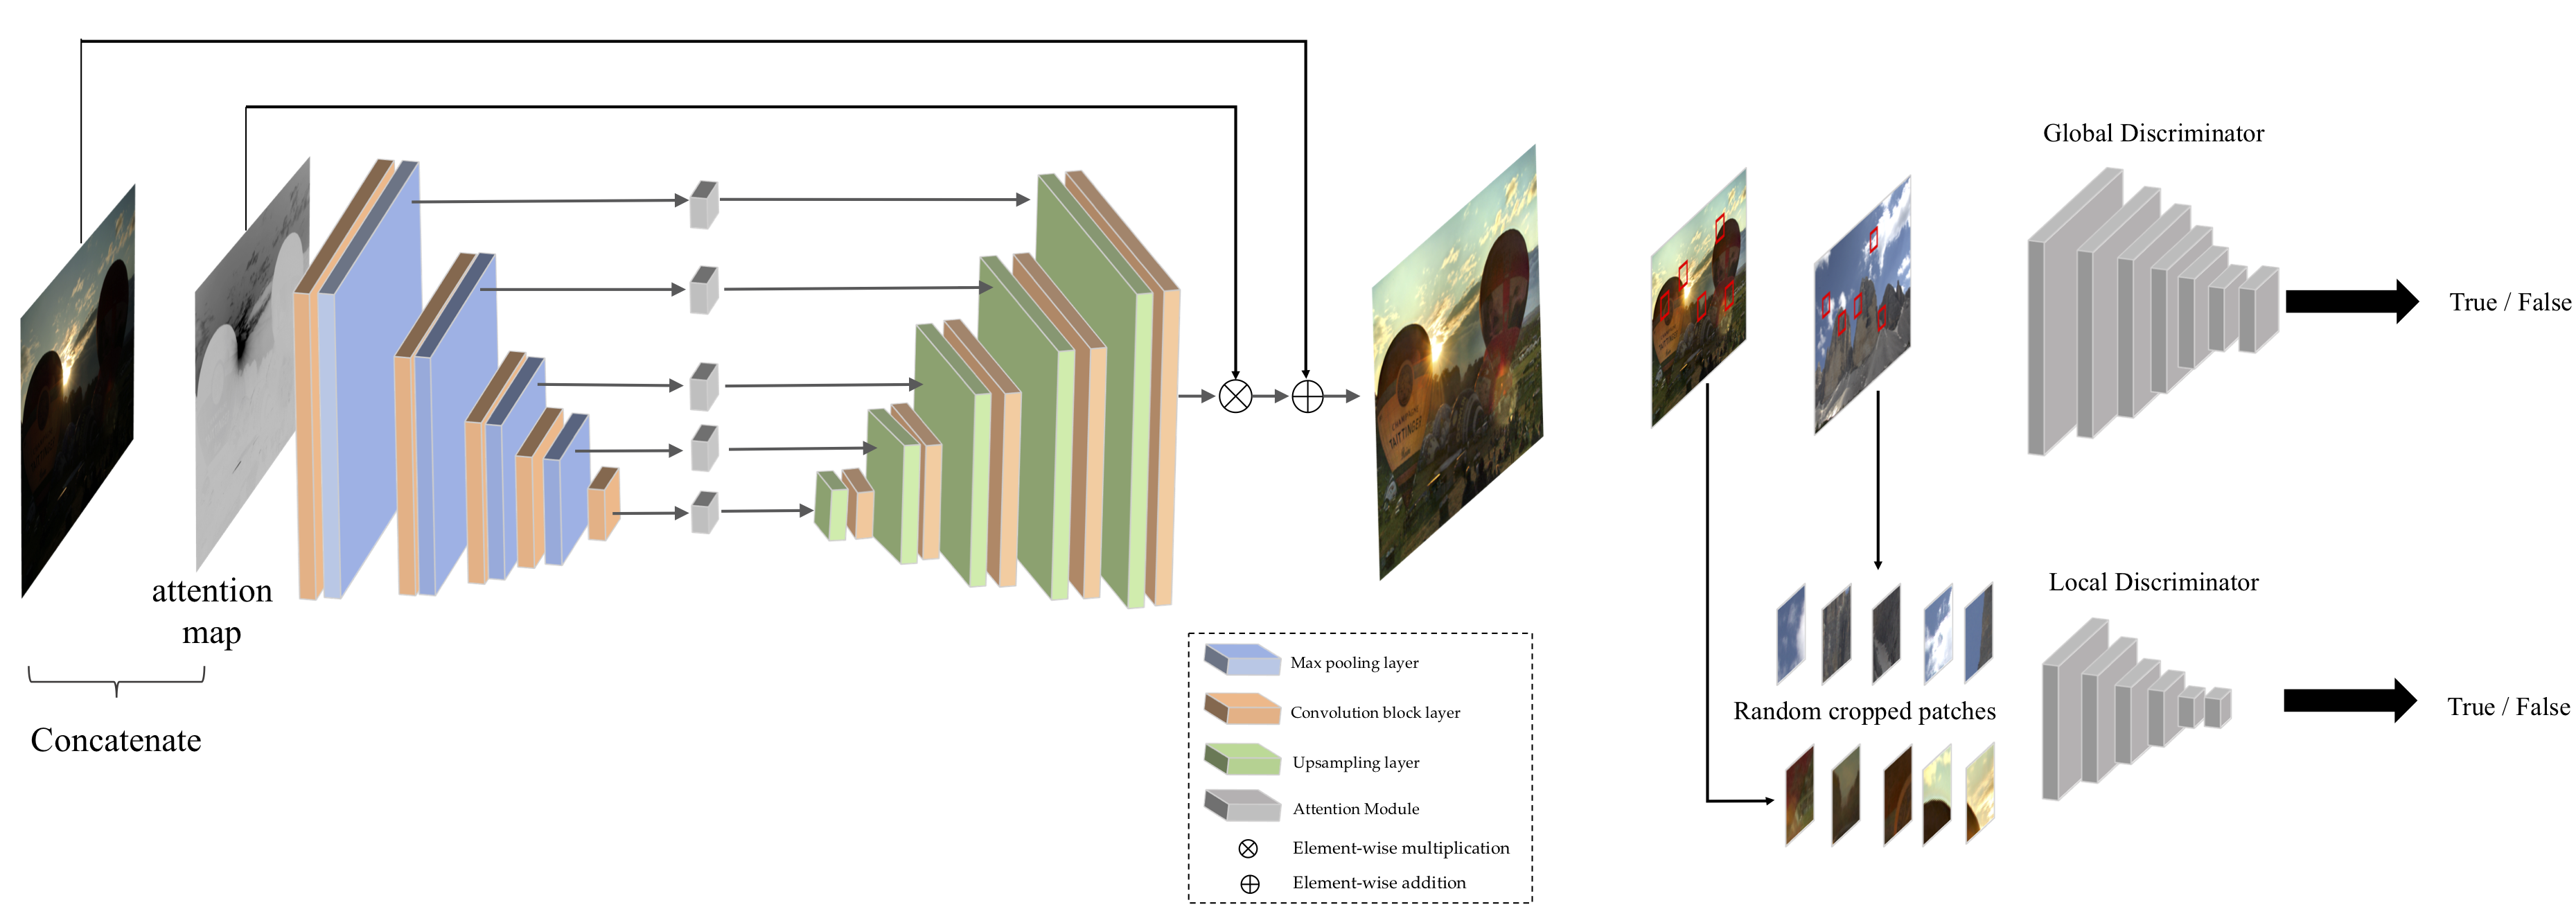 attention
map
Concatenate
Max pooling layer
Convolution block layer
Upsampling layer
Attention Module
Element-wise multiplication
Element-wise addition
TAITTINGER
Random cropped patches
Global Discriminator
True / False
Local Discriminator
True / False